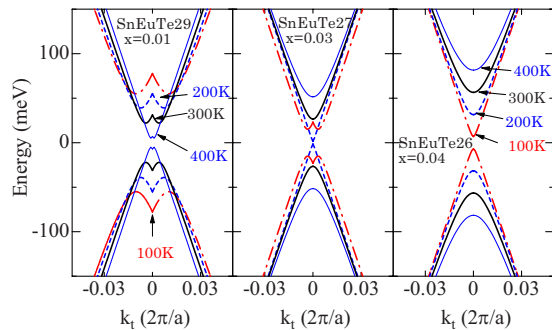 SnEuTe29
x=0.01
SnEuTe27
x=0.03
SnEuTe26
x=0.04
200K
300K
400K
100K
400K
300K
200K
100K
Energy (meV)
100
0
-100
-0.03
0
0.03
-0.03
0
0.03
-0.03
0
0.03
k_t (2π/a)
k_t (2π/a)
k_t (2π/a)